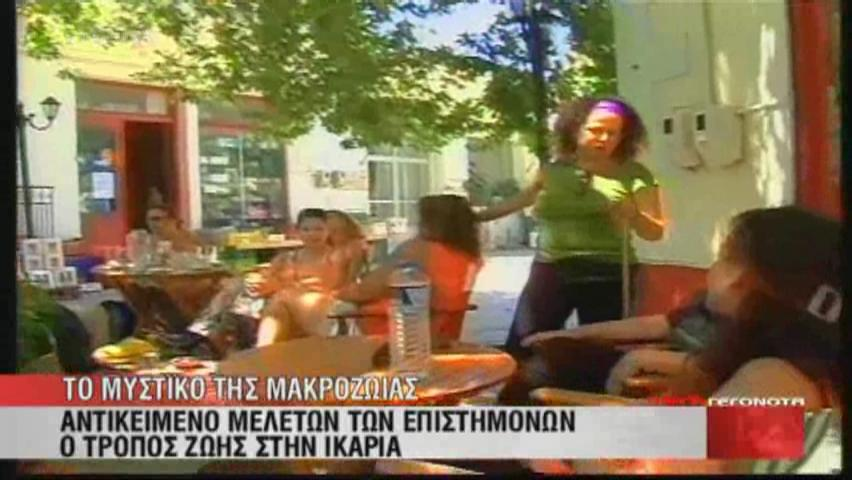 ΤΟ ΜΥΣΤΙΚΟ ΤΗΣ ΜΑΚΡΟΖΩΙΑΣ
ΓΕΓΟΝΟΤΑ
ΑΝΤΙΚΕΙΜΕΝΟ ΜΕΛΕΤΩΝ ΤΩΝ ΕΠΙΣΤΗΜΟΝΩΝ
Ο ΤΡΟΠΟΣ ΖΩΗΣ ΣΤΗΝ ΙΚΑΡΙΑ